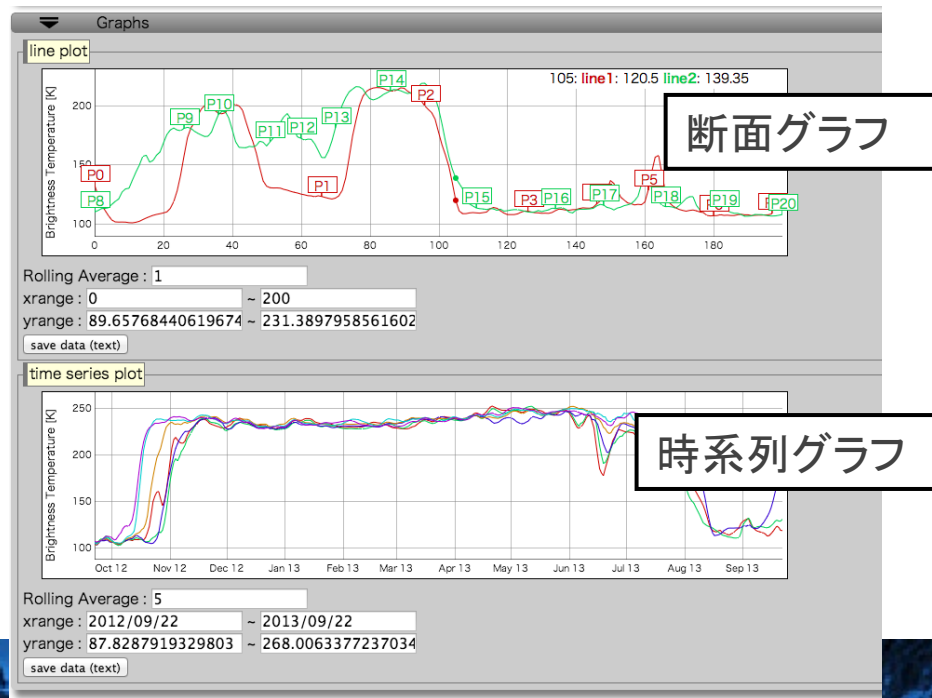 Graphs
line plot
105: line1: 120.5 line2: 139.35
Brightness Temperature [K]
200
150
100
P0
P8
P9
P10
P11
P12
P13
P14
P1
P2
P15
P3
P16
P17
P5
P18
P19
P20
0 20 40 60 80 100 120 140 160 180
断面グラフ
Rolling Average : 1
xrange : 0 ~ 200
yrange : 89.65768440619674 ~ 231.3897958561602
save data (text)
time series plot
Brightness Temperature [K]
250
200
150
100
Oct 12 Nov 12 Dec 12 Jan 13 Feb 13 Mar 13 Apr 13 May 13 Jun 13 Jul 13 Aug 13 Sep 13
時系列グラフ
Rolling Average : 5
xrange : 2012/09/22 ~ 2013/09/22
yrange : 87.8287919329803 ~ 268.0063377237034
save data (text)